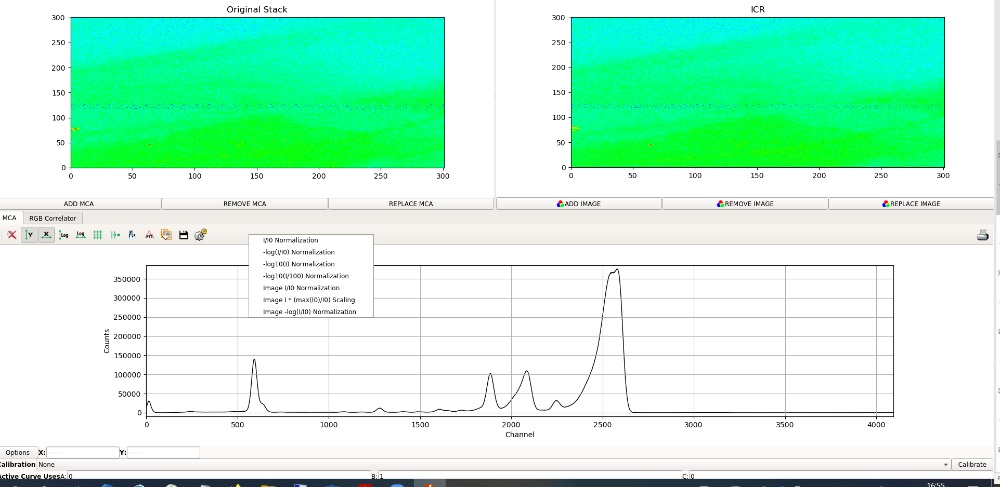 Original Stack
300
250
200
150
100
50
0
0 50 100 150 200 250 300
ICR
300
250
200
150
100
50
0
0 50 100 150 200 250 300
ADD MCA REMOVE MCA REPLACE MCA ADD IMAGE REMOVE IMAGE REPLACE IMAGE
MCA RGB Correlator
Y X Log Log FIT
I/I0 Normalization
-log(I/I0) Normalization
-log10(I) Normalization
-log10(I/100) Normalization
Image I/I0 Normalization
Image I * (max(I0)/I0) Scaling
Image -log(I/I0) Normalization
Counts
350000
300000
250000
200000
150000
100000
50000
0
0 500 1000 1500 2000 2500 3000 3500 4000
Channel
Options X: ------ Y: ------
Calibration None Calibrate
Active Curve Uses A: 0 B: 1 C: 0
16:55